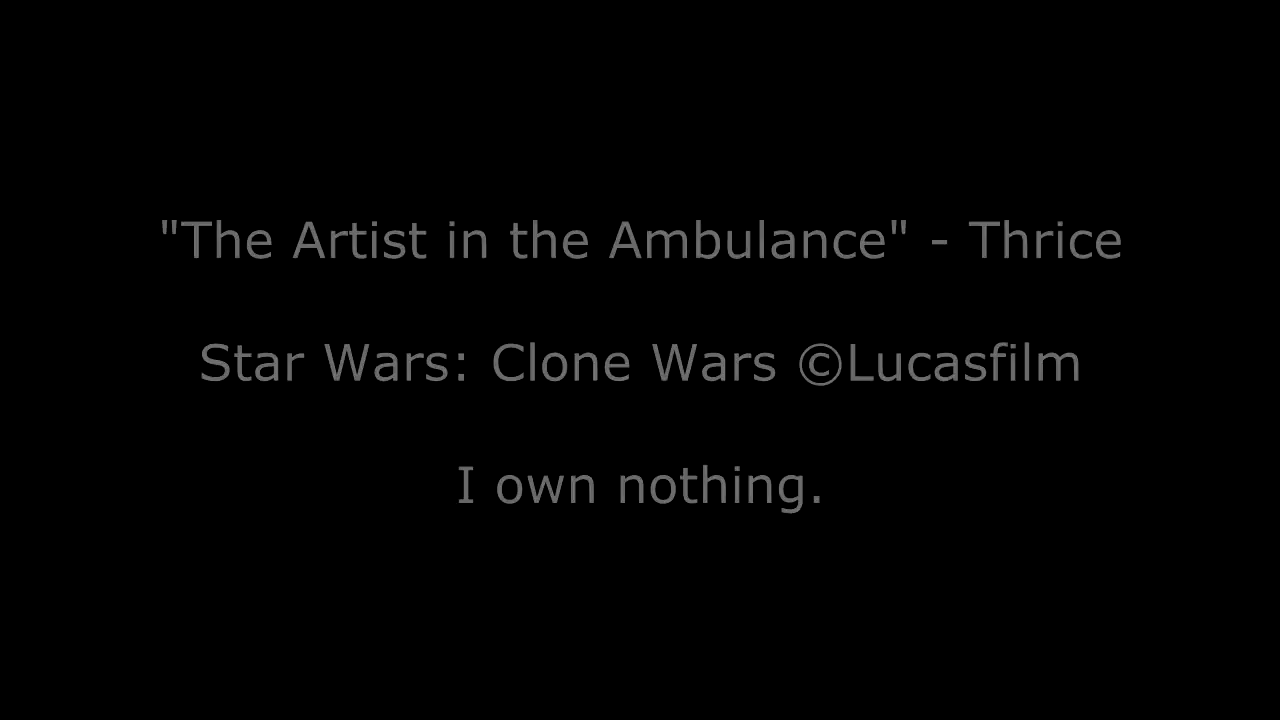 "The Artist in the Ambulance" - Thrice
Star Wars: Clone Wars ©Lucasfilm
I own nothing.